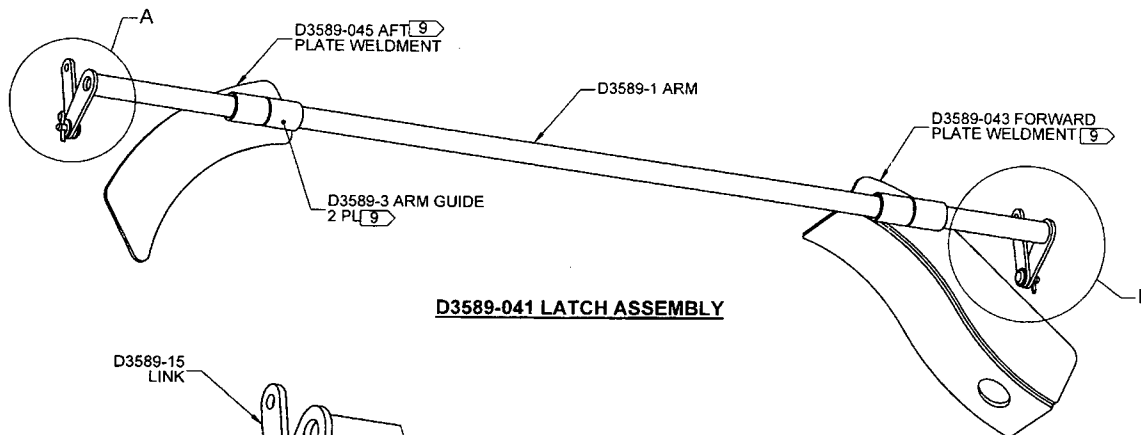 A
D3589-045 AFT 9
PLATE WELDMENT
D3589-1 ARM
D3589-043 FORWARD
PLATE WELDMENT 9
D3589-3 ARM GUIDE
2 PL 9
D3589-041 LATCH ASSEMBLY
D3589-15
LINK